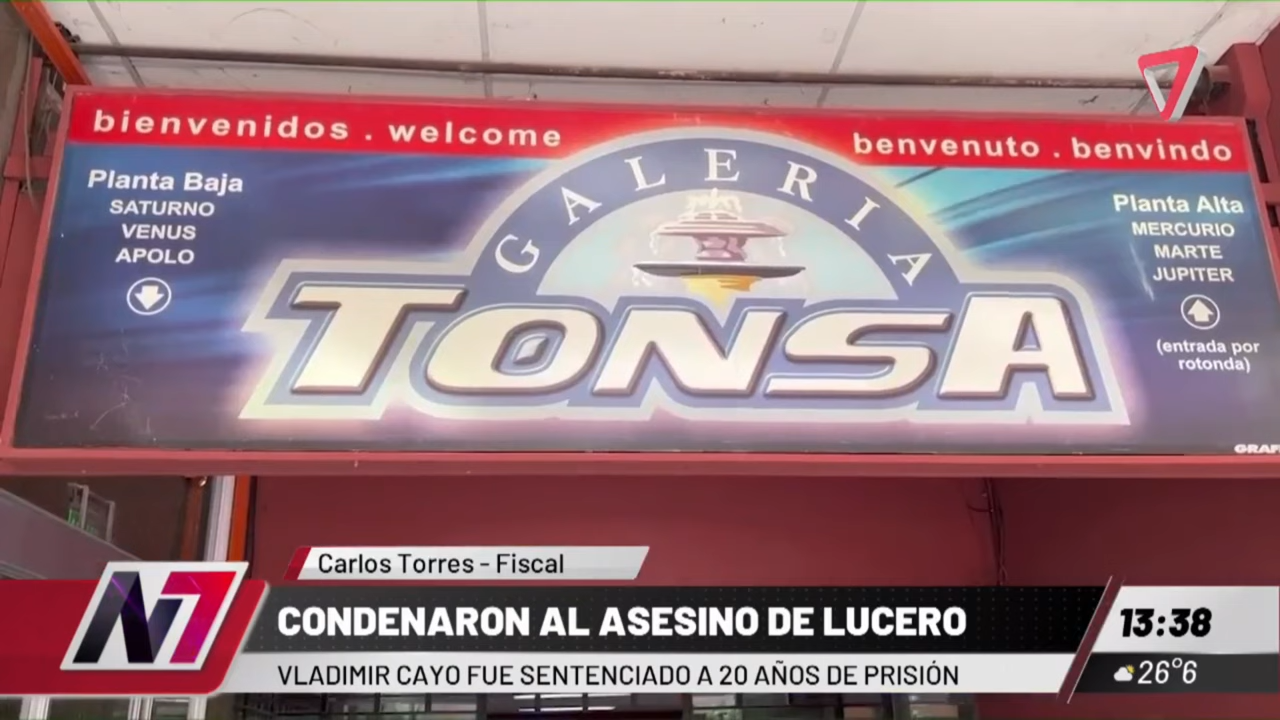 bienvenidos . welcome
benvenuto . benvindo
Planta Baja
SATURNO
VENUS
APOLO
GALERIA
TONSA
Planta Alta
MERCURIO
MARTE
JUPITER
(entrada por
rotonda)
GRAF
Carlos Torres - Fiscal
N7
CONDENARON AL ASESINO DE LUCERO
VLADIMIR CAYO FUE SENTENCIADO A 20 AÑOS DE PRISIÓN
13:38
26°6